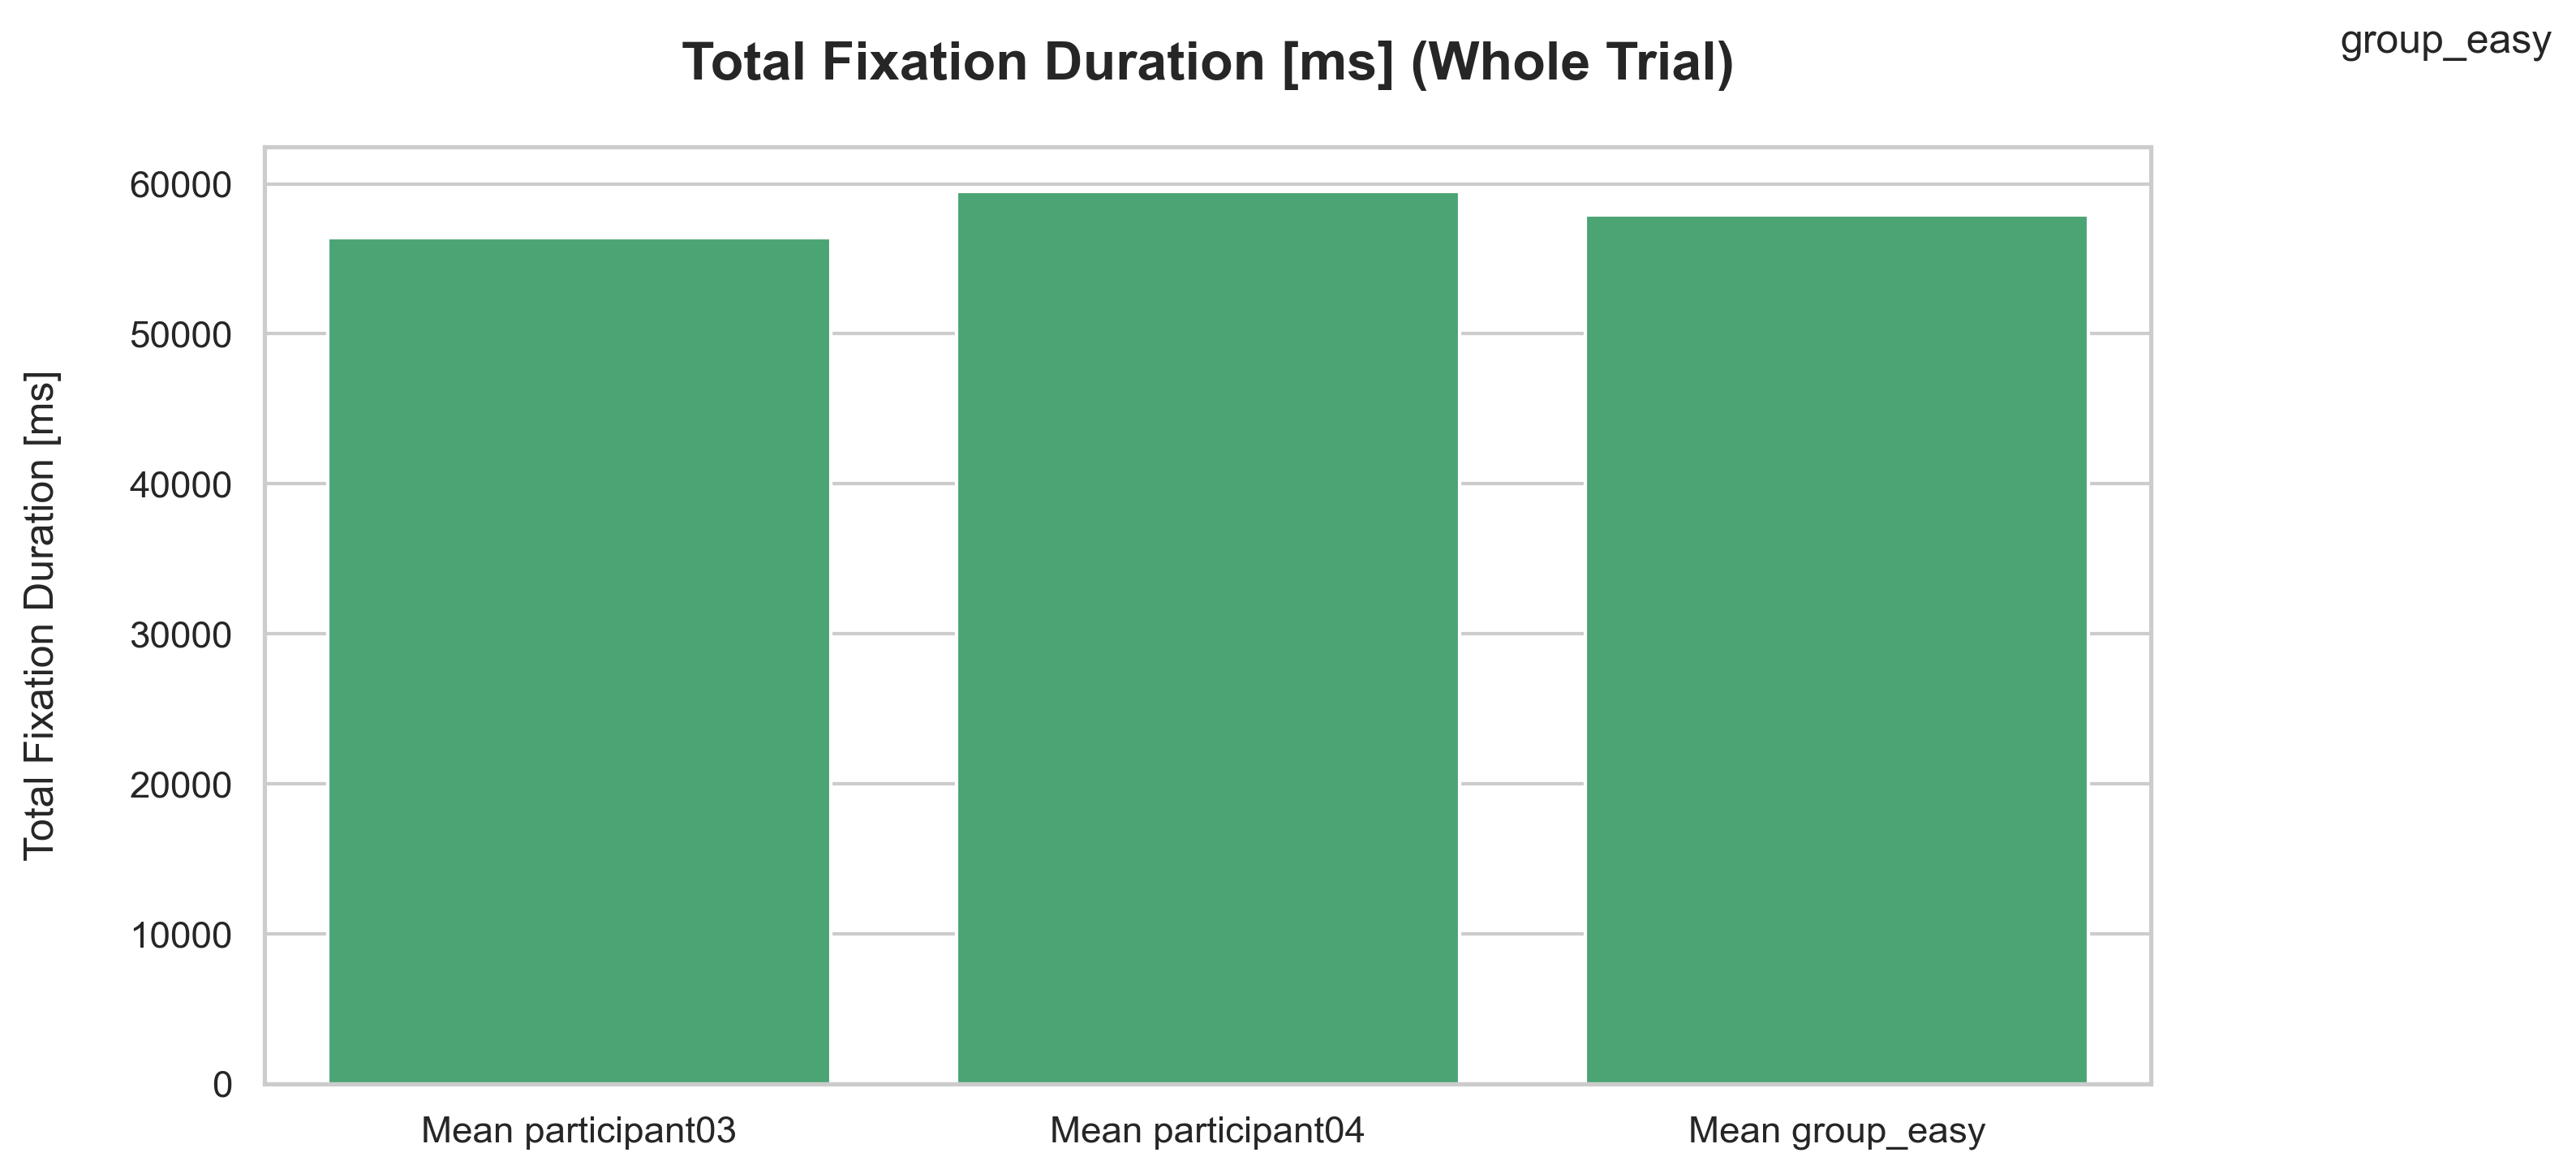 Total Fixation Duration [ms] (Whole Trial)
group_easy
Total Fixation Duration [ms]
60000
50000
40000
30000
20000
10000
0
Mean participant03
Mean participant04
Mean group_easy